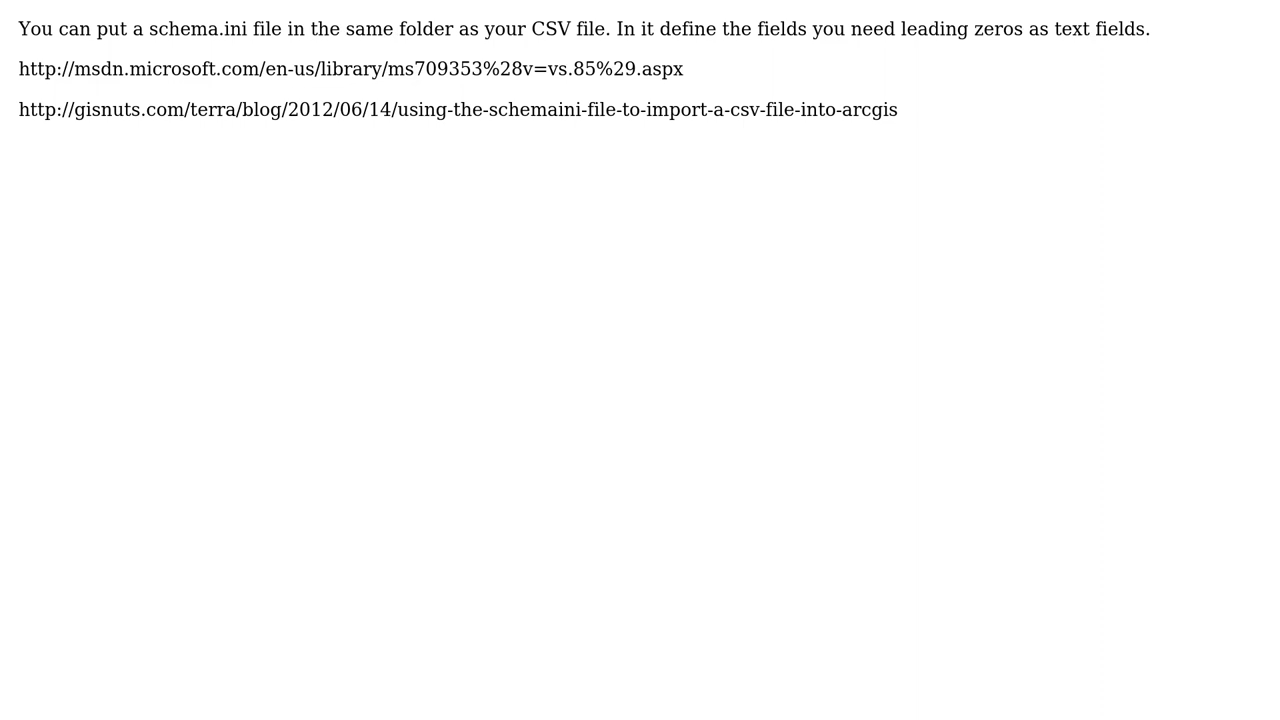 You can put a schema.ini file in the same folder as your CSV file. In it define the fields you need leading zeros as text fields.
http://msdn.microsoft.com/en-us/library/ms709353%28v=vs.85%29.aspx
http://gisnuts.com/terra/blog/2012/06/14/using-the-schemaini-file-to-import-a-csv-file-into-arcgis